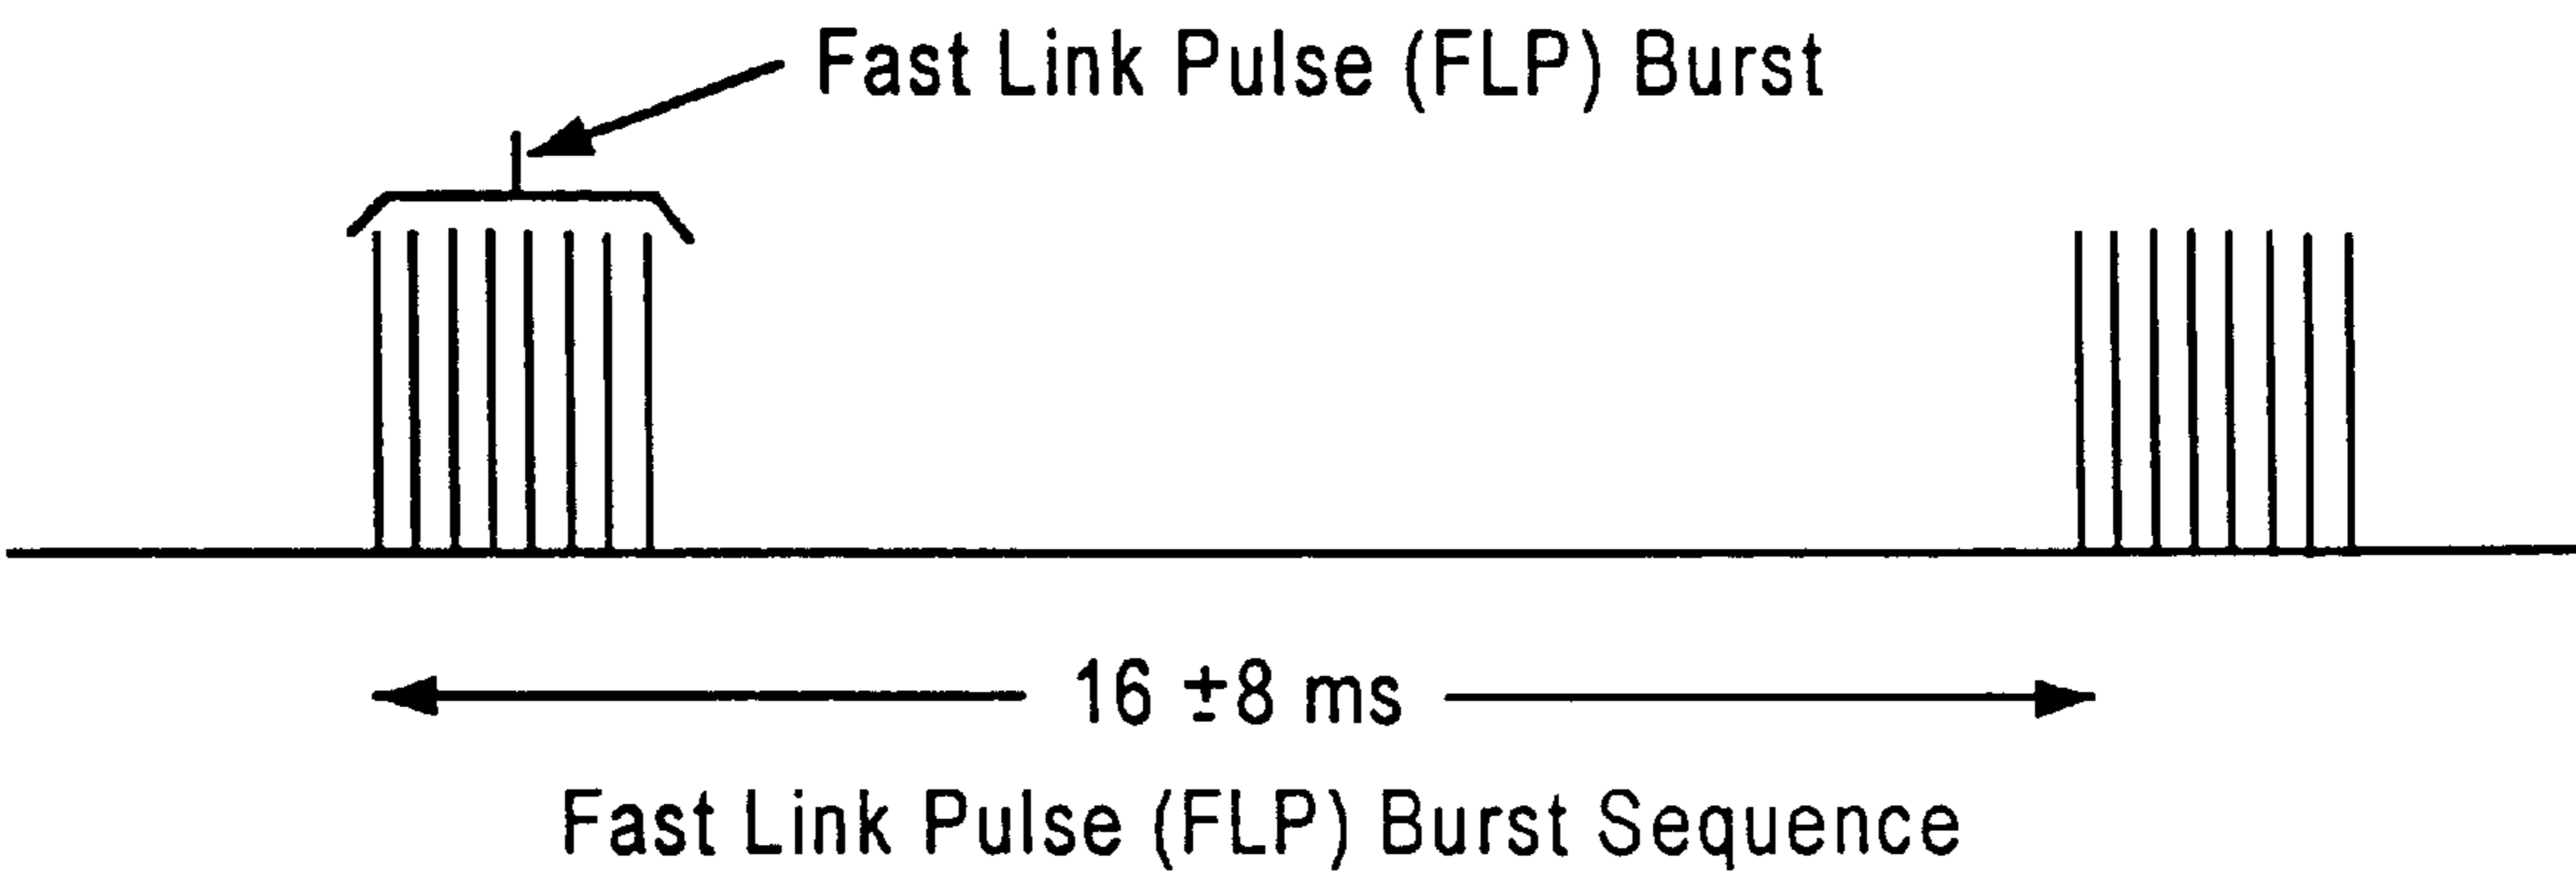 Fast Link Pulse (FLP) Burst
16 ±8 ms
Fast Link Pulse (FLP) Burst Sequence